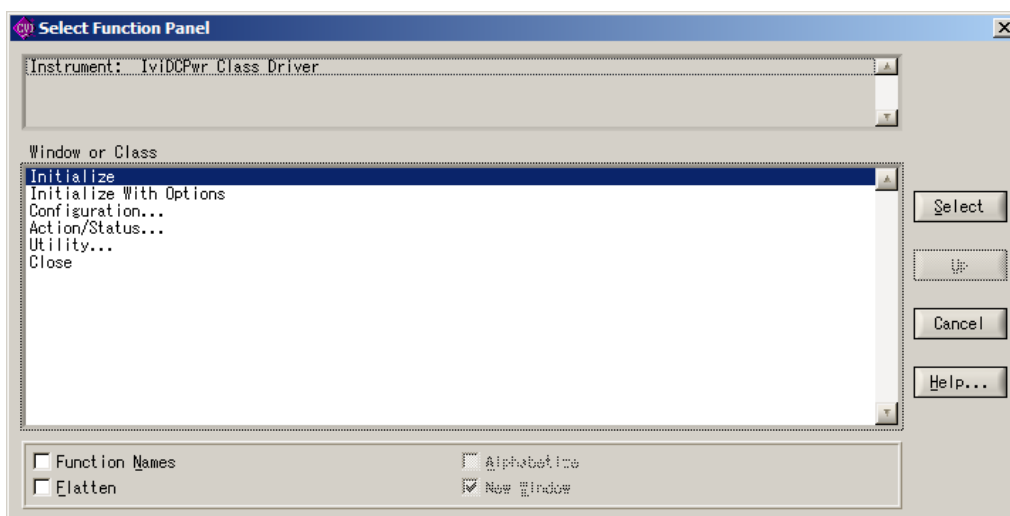 CVI Select Function Panel
Instrument: IviDCPwr Class Driver
Window or Class
Initialize
Initialize With Options
Configuration...
Action/Status...
Utility...
Close
Select
Up
Cancel
Help...
Function Names
Alphabetize
Flatten
New Window